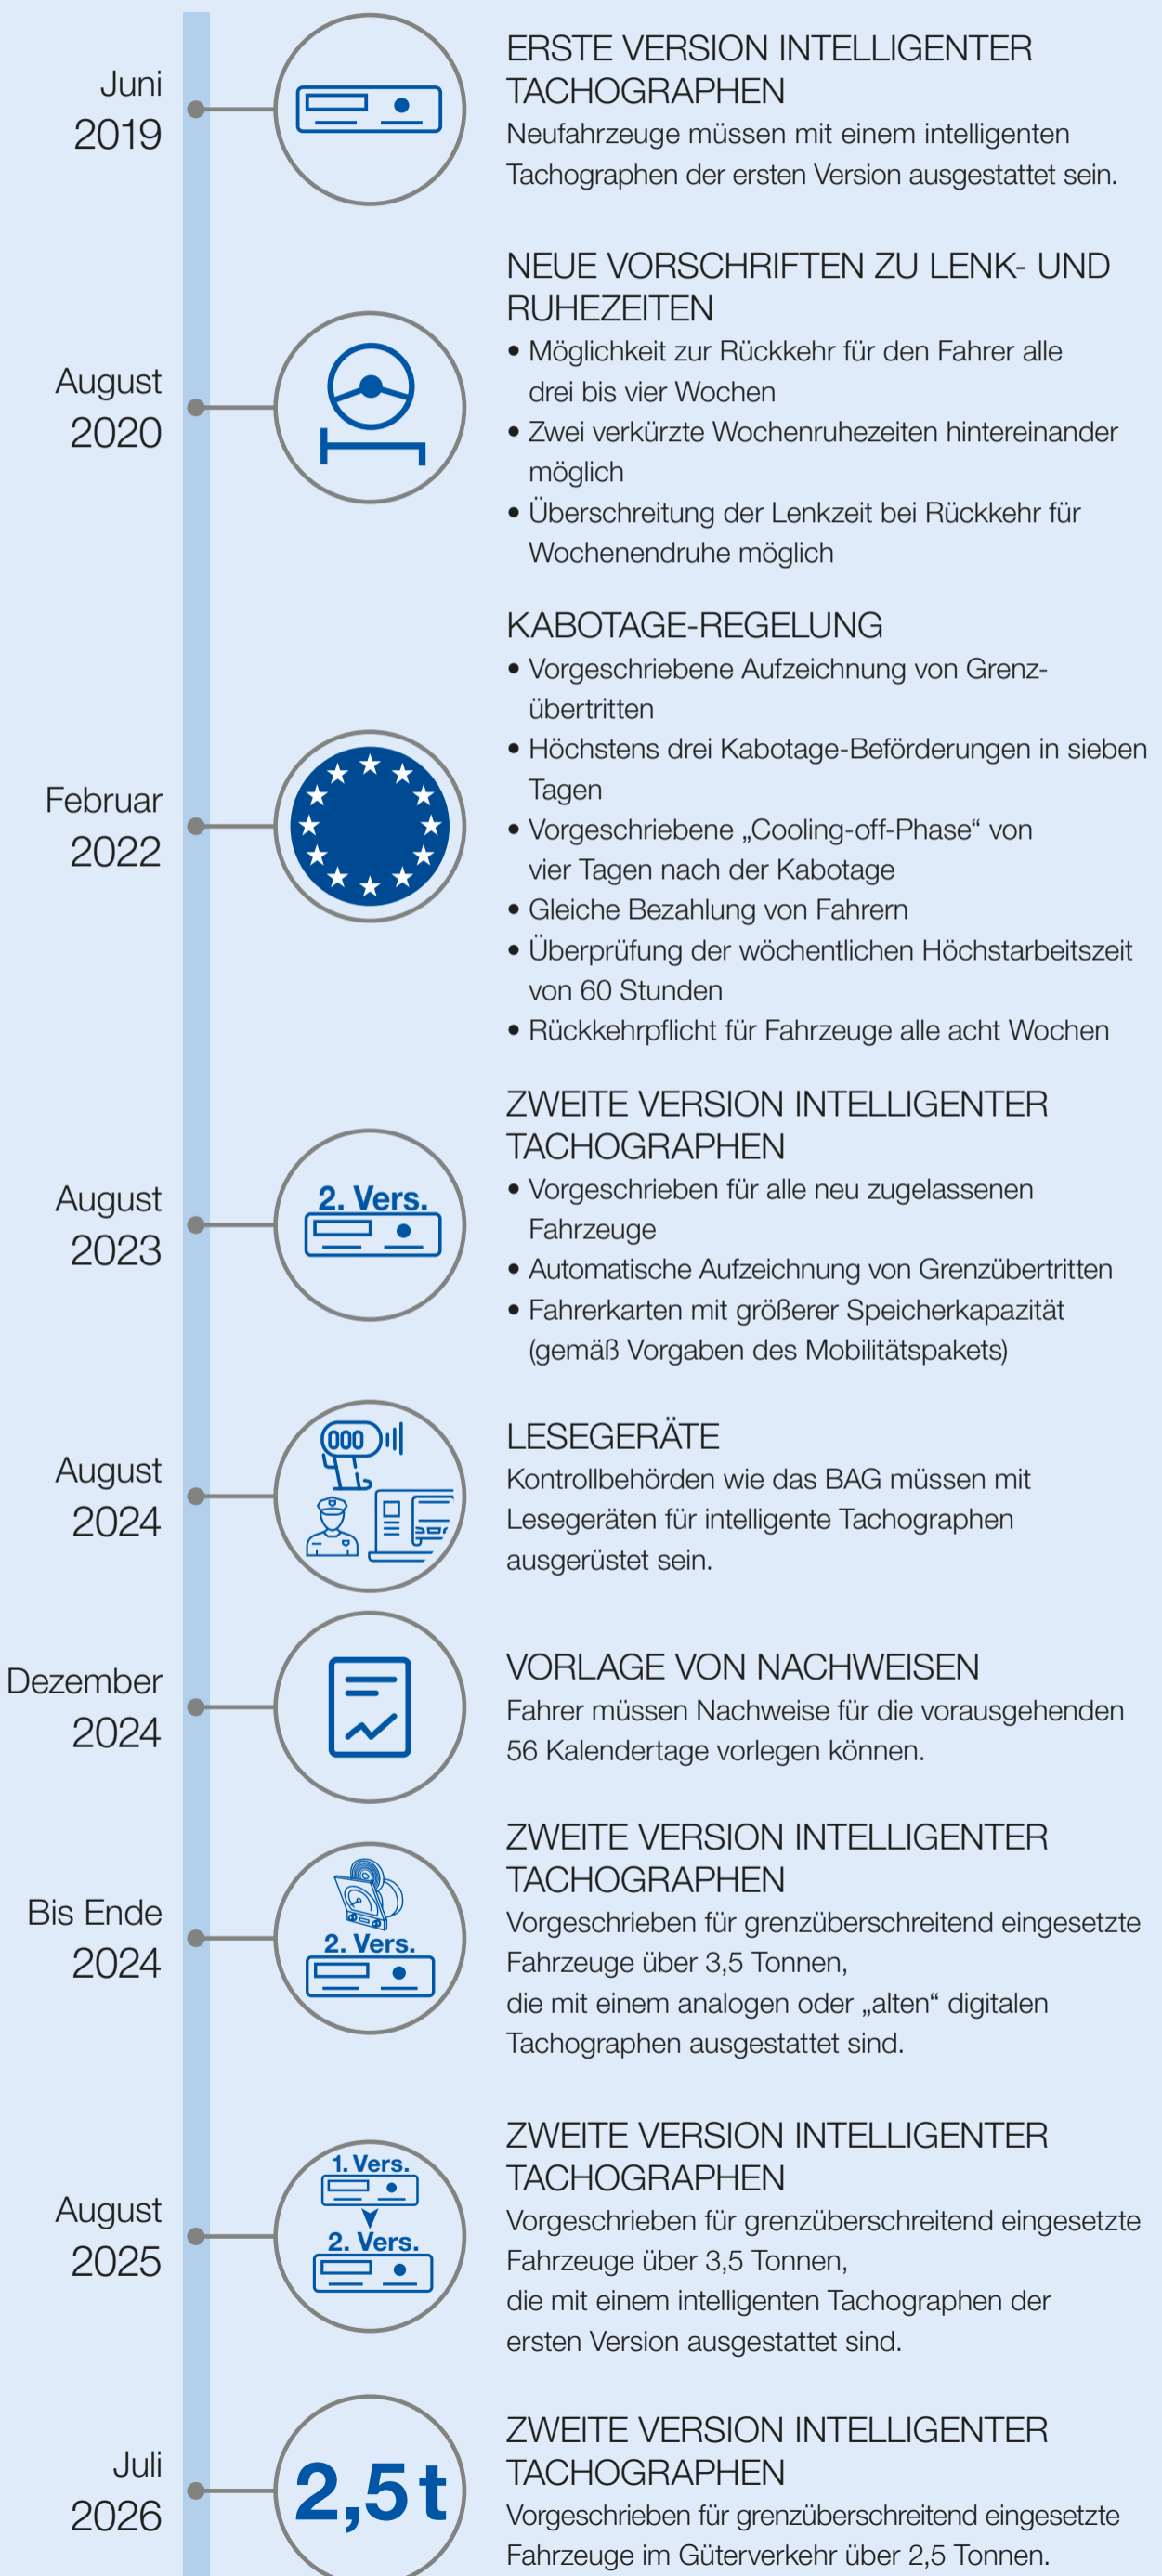 Juni
2019
ERSTE VERSION INTELLIGENTER
TACHOGRAPHEN
Neufahrzeuge müssen mit einem intelligenten
Tachographen der ersten Version ausgestattet sein.
August
2020
NEUE VORSCHRIFTEN ZU LENK- UND
RUHEZEITEN
• Möglichkeit zur Rückkehr für den Fahrer alle
drei bis vier Wochen
• Zwei verkürzte Wochenruhezeiten hintereinander
möglich
• Überschreitung der Lenkzeit bei Rückkehr für
Wochenendruhe möglich
Februar
2022
KABOTAGE-REGELUNG
• Vorgeschriebene Aufzeichnung von Grenz-
übertritten
• Höchstens drei Kabotage-Beförderungen in sieben
Tagen
• Vorgeschriebene „Cooling-off-Phase“ von
vier Tagen nach der Kabotage
• Gleiche Bezahlung von Fahrern
• Überprüfung der wöchentlichen Höchstarbeitszeit
von 60 Stunden
• Rückkehrpflicht für Fahrzeuge alle acht Wochen
August
2023
2. Vers.
ZWEITE VERSION INTELLIGENTER
TACHOGRAPHEN
• Vorgeschrieben für alle neu zugelassenen
Fahrzeuge
• Automatische Aufzeichnung von Grenzübertritten
• Fahrerkarten mit größerer Speicherkapazität
(gemäß Vorgaben des Mobilitätspakets)
August
2024
000
LESEGERÄTE
Kontrollbehörden wie das BAG müssen mit
Lesegeräten für intelligente Tachographen
ausgerüstet sein.
Dezember
2024
VORLAGE VON NACHWEISEN
Fahrer müssen Nachweise für die vorausgehenden
56 Kalendertage vorlegen können.
Bis Ende
2024
2. Vers.
ZWEITE VERSION INTELLIGENTER
TACHOGRAPHEN
Vorgeschrieben für grenzüberschreitend eingesetzte
Fahrzeuge über 3,5 Tonnen,
die mit einem analogen oder „alten“ digitalen
Tachographen ausgestattet sind.
August
2025
1. Vers.
2. Vers.
ZWEITE VERSION INTELLIGENTER
TACHOGRAPHEN
Vorgeschrieben für grenzüberschreitend eingesetzte
Fahrzeuge über 3,5 Tonnen,
die mit einem intelligenten Tachographen der
ersten Version ausgestattet sind.
Juli
2026
2,5 t
ZWEITE VERSION INTELLIGENTER
TACHOGRAPHEN
Vorgeschrieben für grenzüberschreitend eingesetzte
Fahrzeuge im Güterverkehr über 2,5 Tonnen.